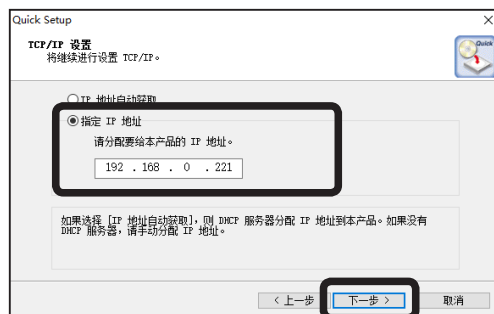 Quick Setup
TCP/IP 设置
将继续进行设置 TCP/IP。
Quick
IP 地址自动获取
指定 IP 地址
请分配要给本产品的 IP 地址。
192 . 168 . 0 . 221
如果选择 [IP 地址自动获取],则 DHCP 服务器分配 IP 地址到本产品。如果没有
DHCP 服务器,请手动分配 IP 地址。
< 上一步 下一步 > 取消